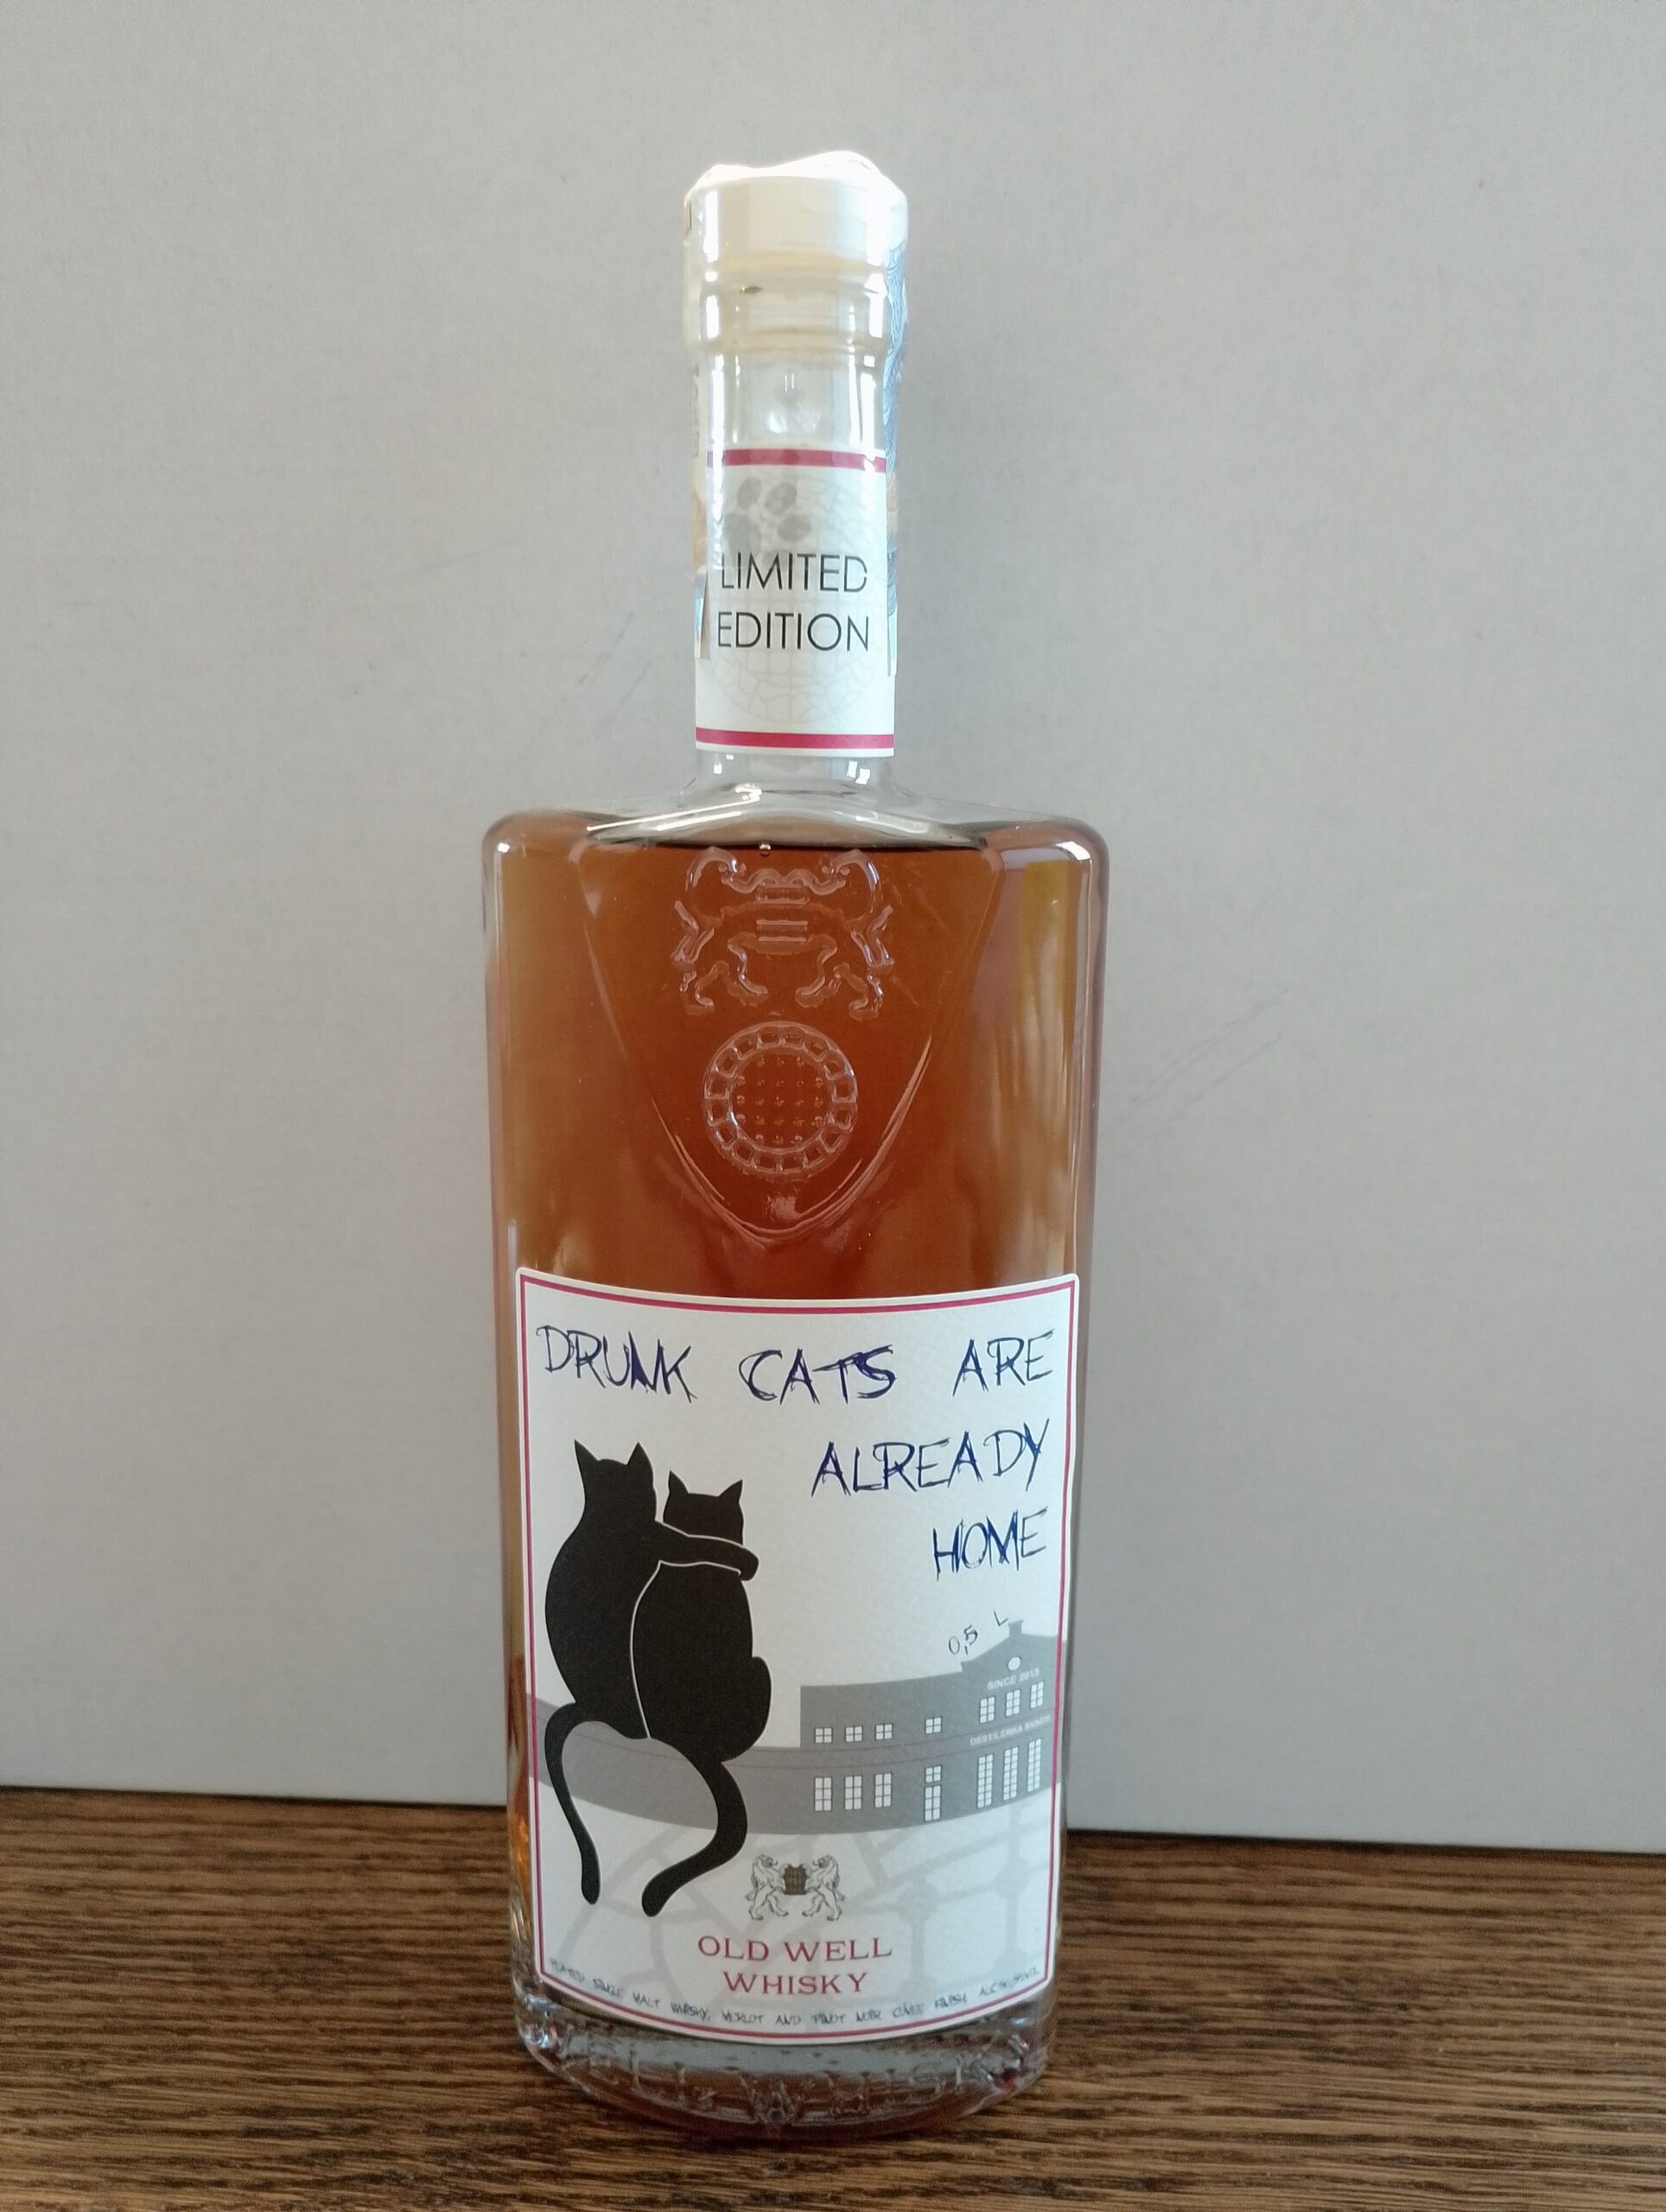 LIMITED
EDITION
DRUNK CATS ARE
ALREADY
HOME
0,5 L
SINCE 2015
DESTILERKA SVACH
OLD WELL
WHISKY
PEATED SINGLE MALT WHISKY, MERLOT AND PINOT NOIR CUVÉE FINISH